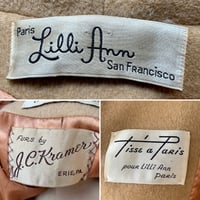 Paris
Lilli Ann
San Francisco
FURS by
J.C. Kramer
ERIE, PA.
Tissé a Paris
pour Lilli Ann
paris